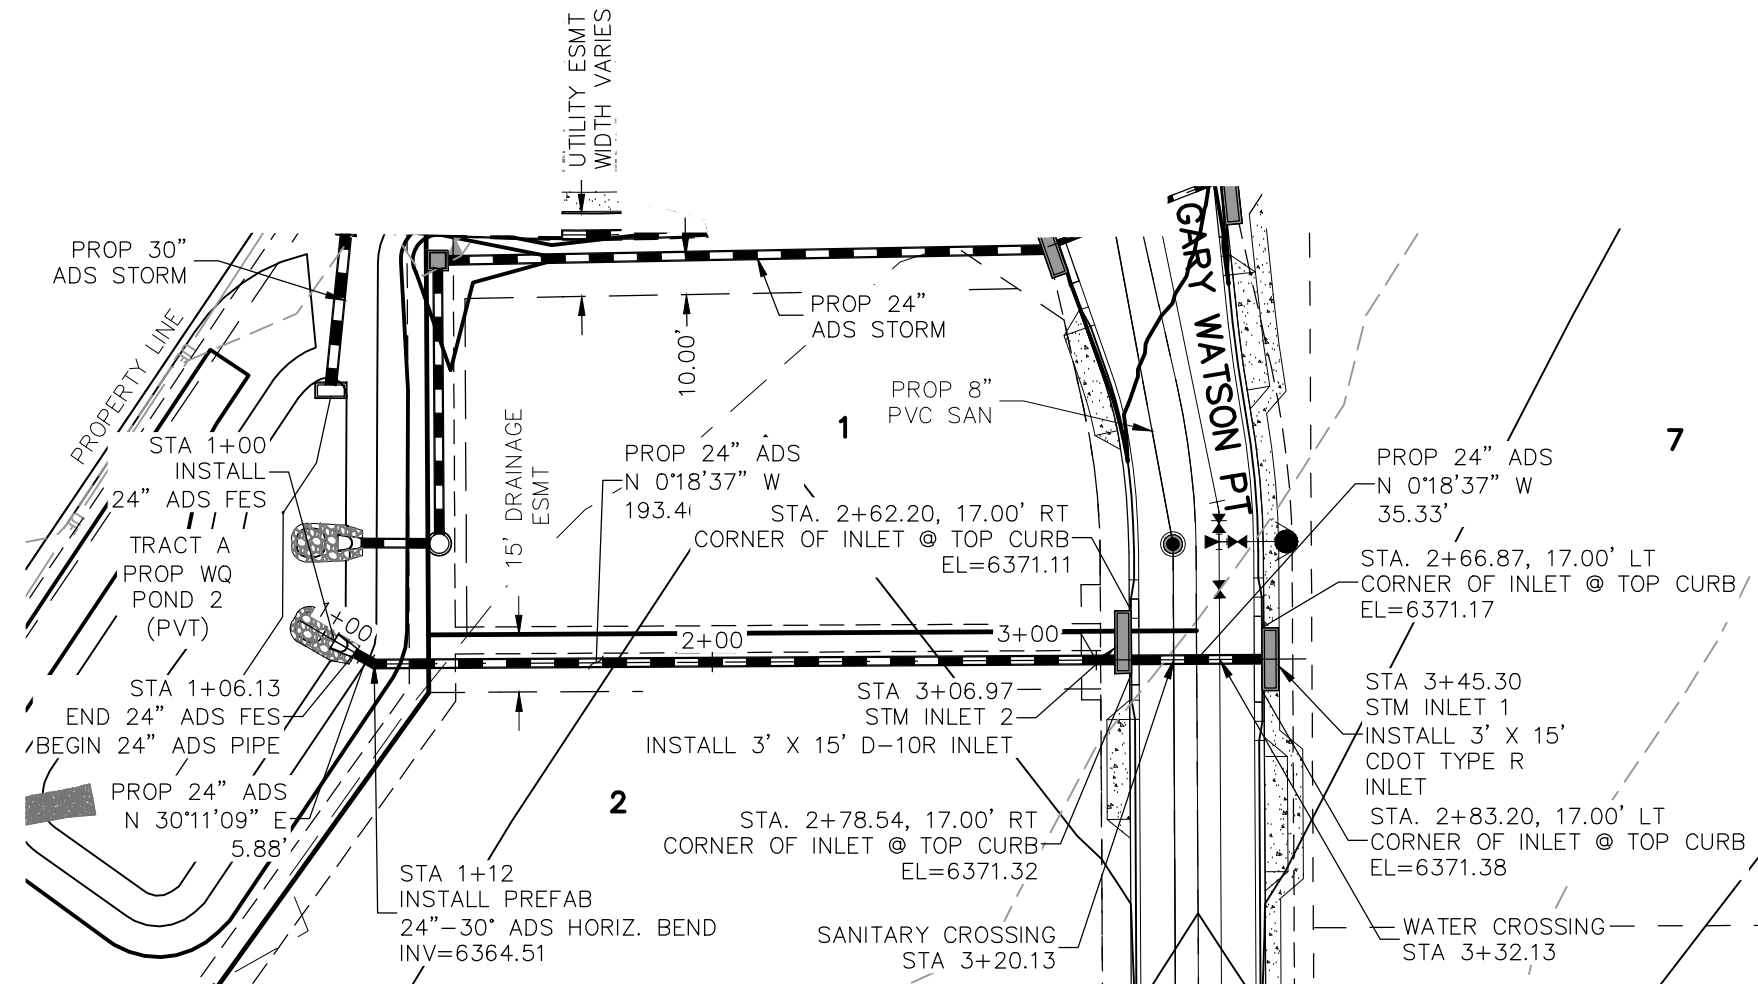 UTILITY ESMT
WIDTH VARIES
PROP 30”
ADS STORM
PROPERTY LINE
PROP 24”
ADS STORM
10.00’
GARY WATSON PT
PROP 8”
PVC SAN
1
7
15’ DRAINAGE
ESMT
STA 1+00
INSTALL
24” ADS FES
TRACT A
PROP WQ
POND 2
(PVT)
PROP 24” ADS
N 0°18’37” W
193.4
STA. 2+62.20, 17.00’ RT
CORNER OF INLET @ TOP CURB
EL=6371.11
PROP 24” ADS
N 0°18’37” W
35.33’
STA. 2+66.87, 17.00’ LT
CORNER OF INLET @ TOP CURB
EL=6371.17
1+00
2+00
3+00
STA 1+06.13
END 24” ADS FES
BEGIN 24” ADS PIPE
STA 3+06.97
STM INLET 2
INSTALL 3’ X 15’ D-10R INLET
STA 3+45.30
STM INLET 1
INSTALL 3’ X 15’
CDOT TYPE R
INLET
PROP 24” ADS
N 30°11’09” E
5.88’
2
STA. 2+78.54, 17.00’ RT
CORNER OF INLET @ TOP CURB
EL=6371.32
STA. 2+83.20, 17.00’ LT
CORNER OF INLET @ TOP CURB
EL=6371.38
STA 1+12
INSTALL PREFAB
24”-30° ADS HORIZ. BEND
INV=6364.51
SANITARY CROSSING
STA 3+20.13
WATER CROSSING
STA 3+32.13